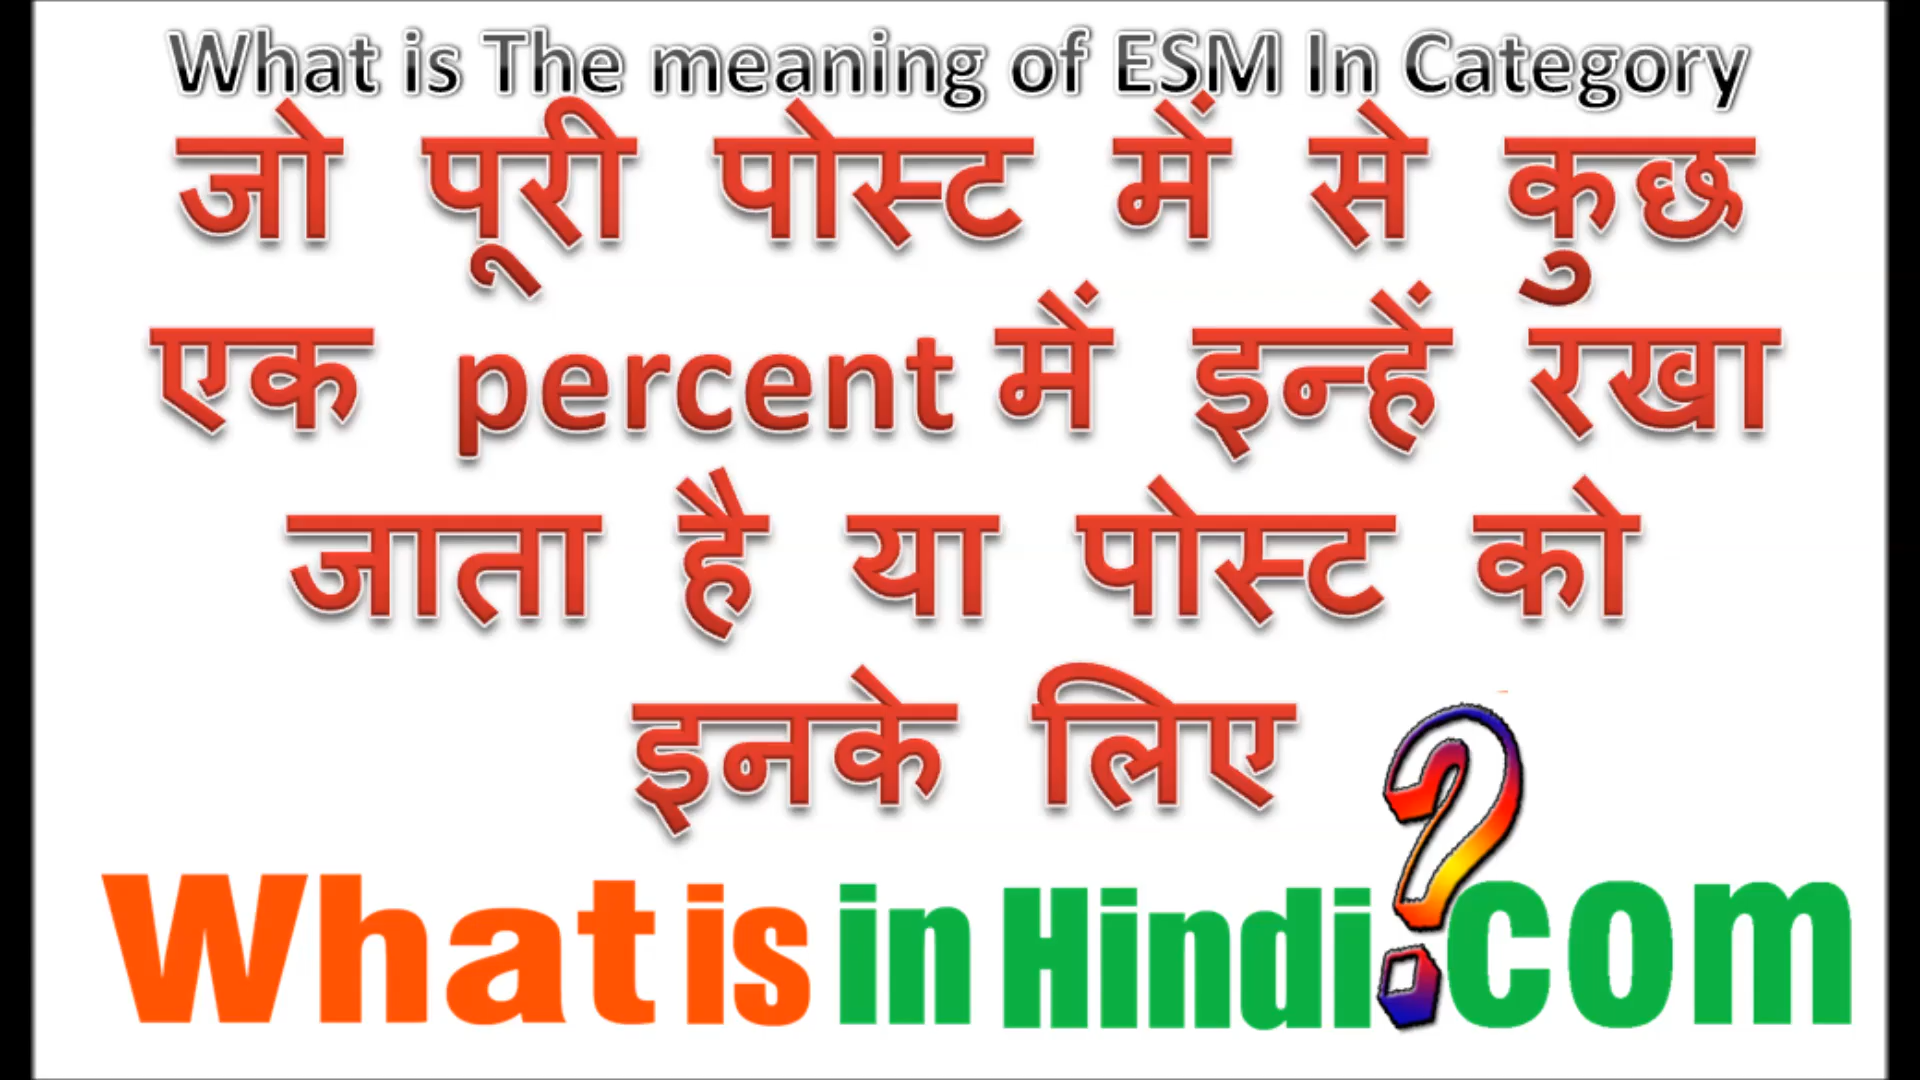 What is The meaning of ESM In Category
जो पूरी पोस्ट में से कुछ
एक percent में इन्हें रखा
जाता है या पोस्ट को
इनके लिए
What is in Hindi?com